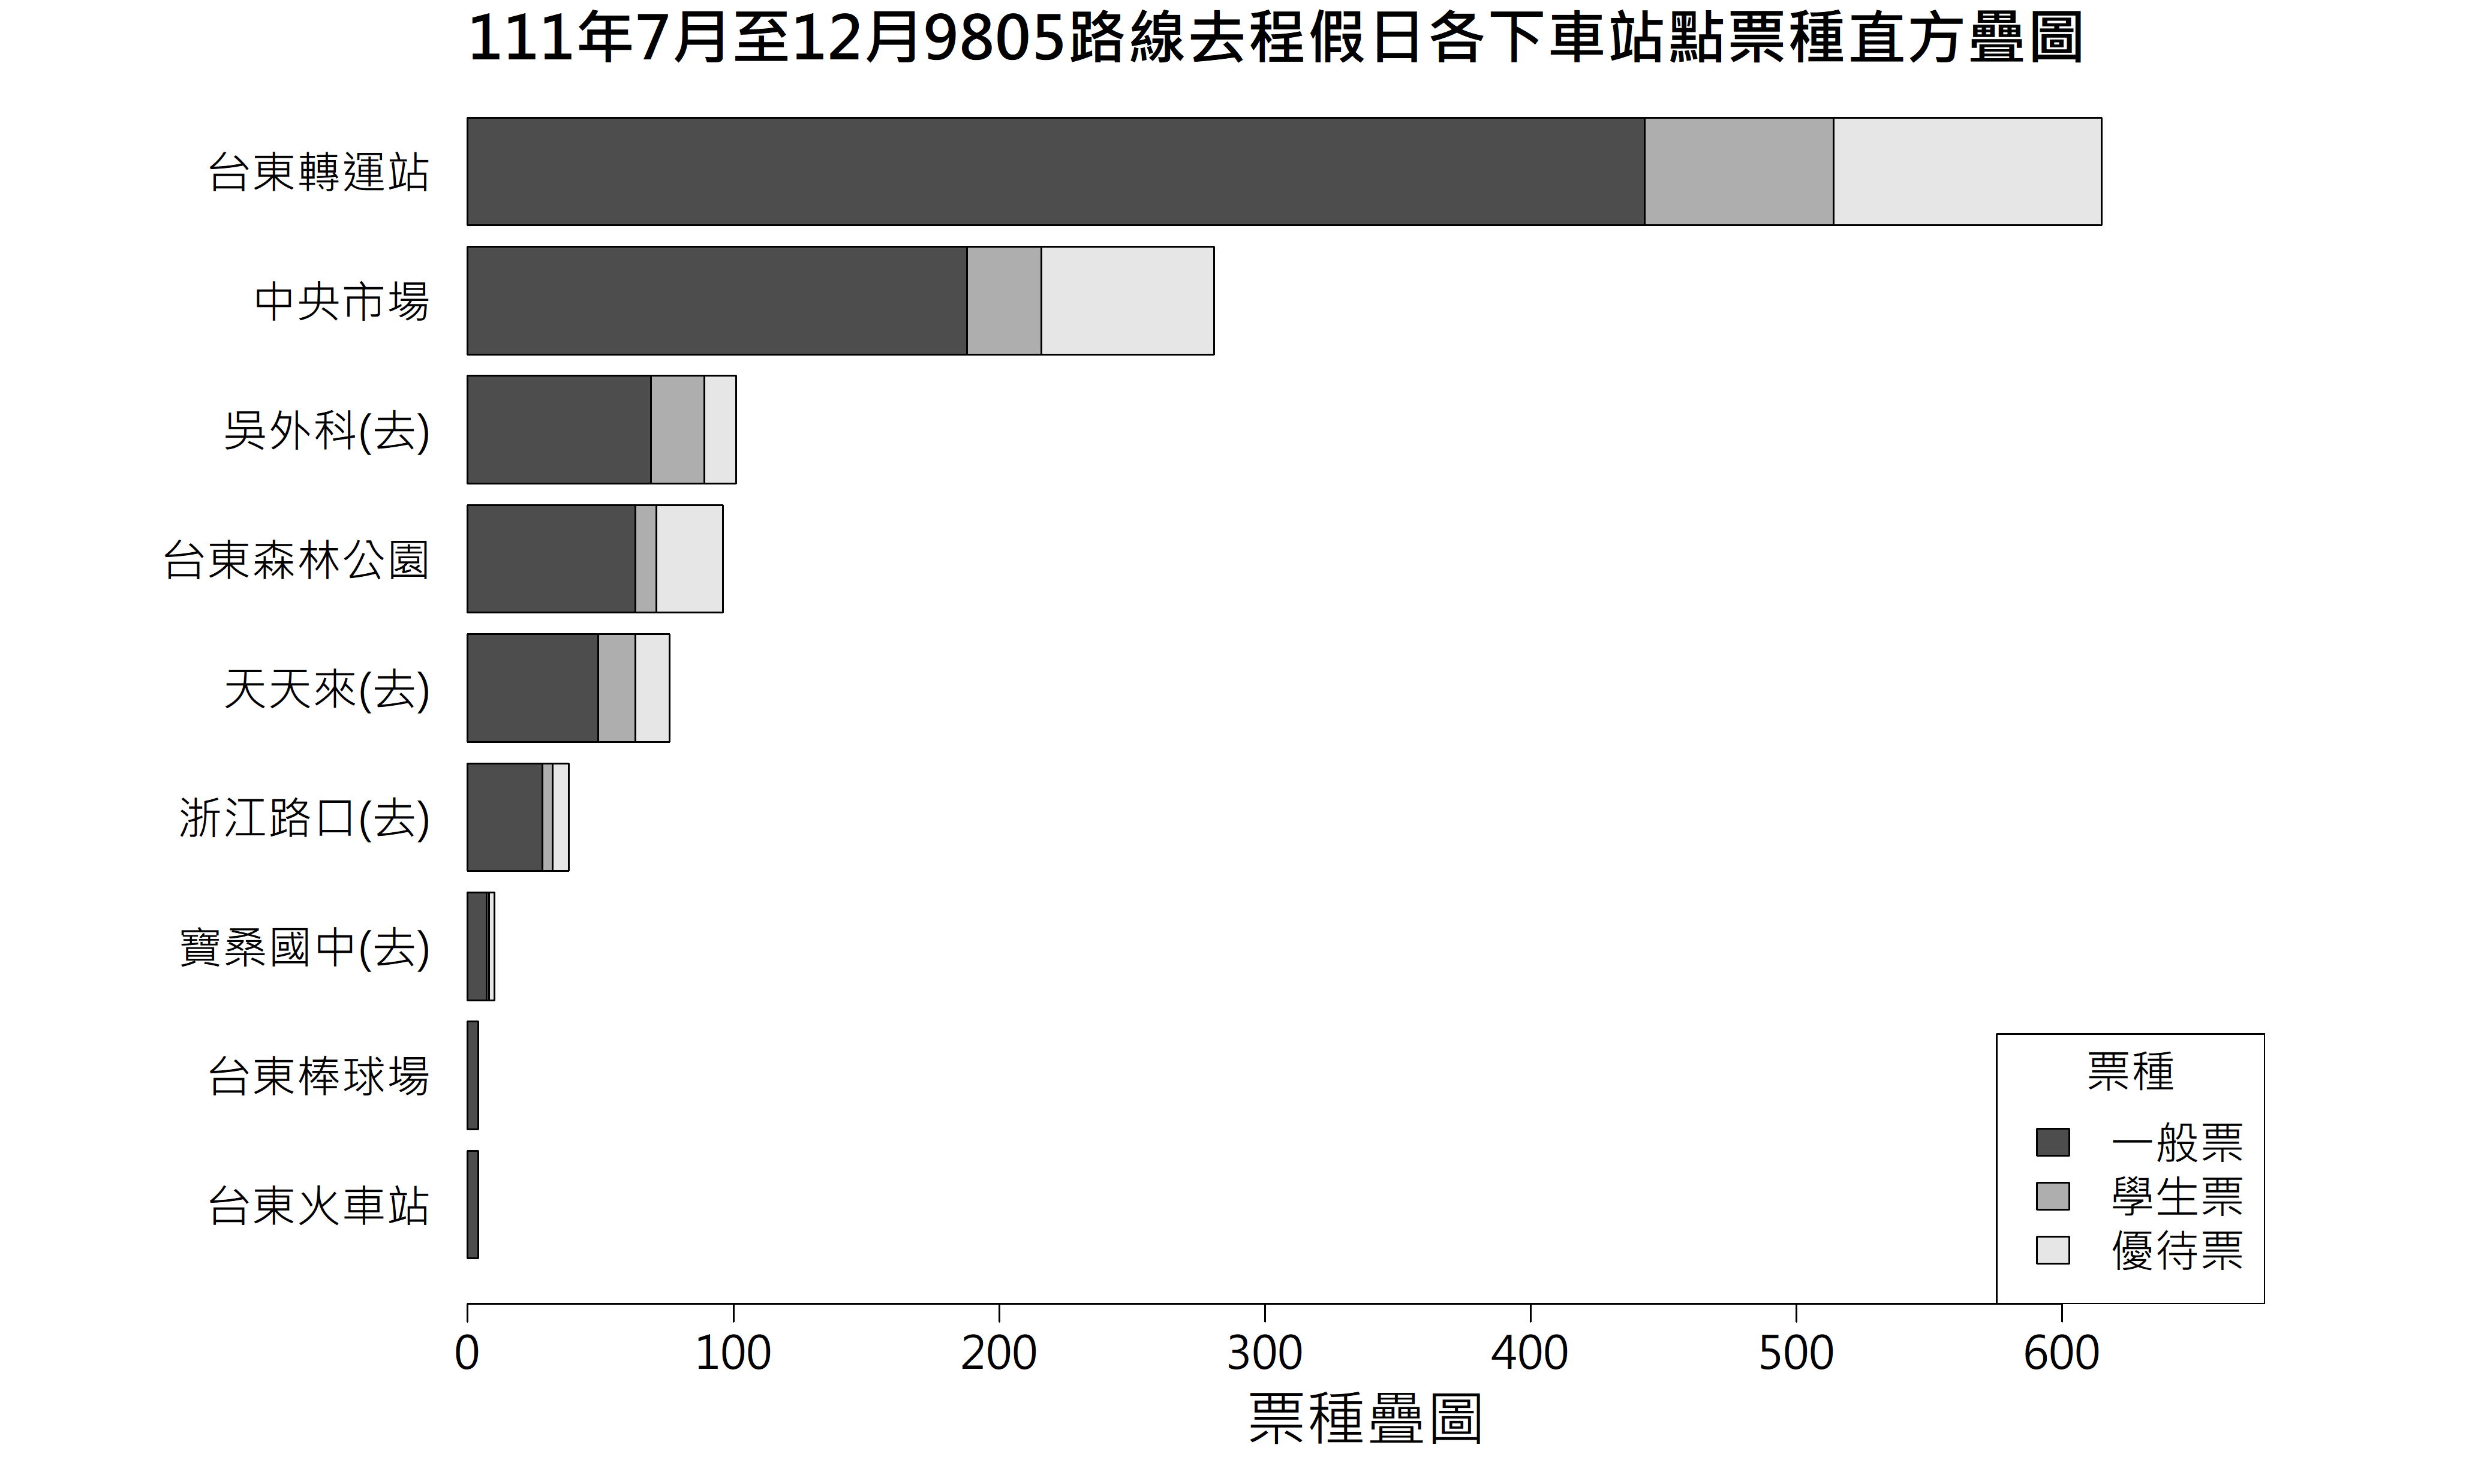 111年7月至12月9805路線去程假日各下車站點票種直方疊圖
台東轉運站
中央市場
吳外科(去)
台東森林公園
天天來(去)
浙江路口(去)
寶桑國中(去)
台東棒球場
台東火車站
票種
一般票
學生票
優待票
0 100 200 300 400 500 600
票種疊圖